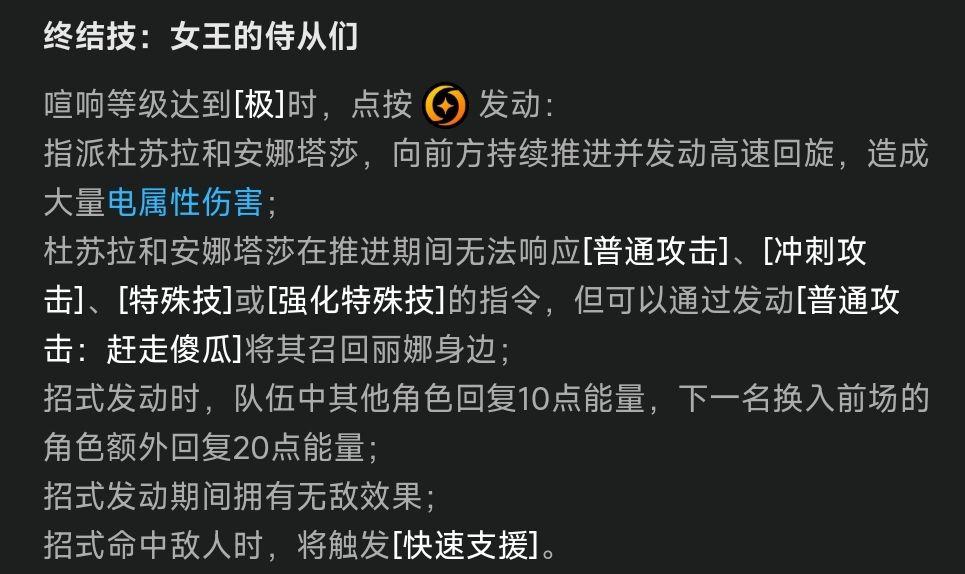 终结技：女王的侍从们
喧响等级达到[极]时，点按 发动：
指派杜苏拉和安娜塔莎，向前方持续推进并发动高速回旋，造成
大量电属性伤害；
杜苏拉和安娜塔莎在推进期间无法响应[普通攻击]、[冲刺攻
击]、[特殊技]或[强化特殊技]的指令，但可以通过发动[普通攻
击：赶走傻瓜]将其召回丽娜身边；
招式发动时，队伍中其他角色回复10点能量，下一名换入前场的
角色额外回复20点能量；
招式发动期间拥有无敌效果；
招式命中敌人时，将触发[快速支援]。